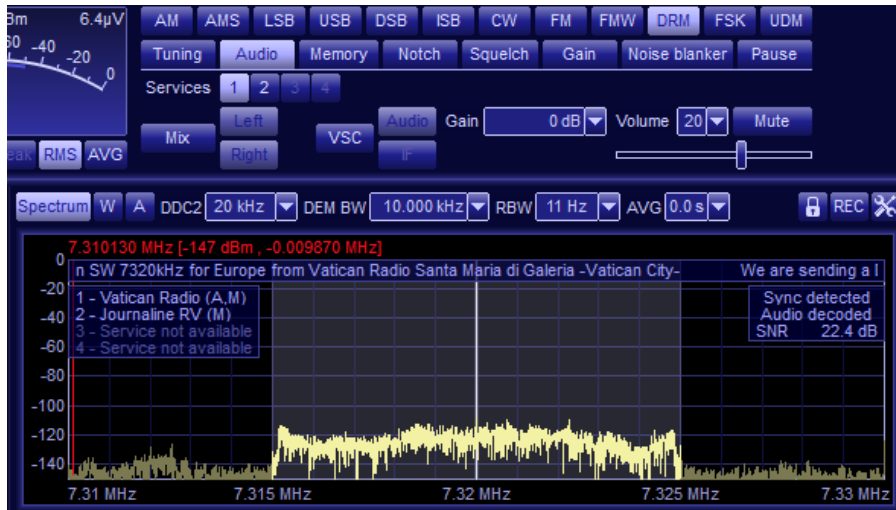 Bm 6.4µV AM AMS LSB USB DSB ISB CW FM FMW DRM FSK UDM
60 -40 -20 0
Tuning Audio Memory Notch Squelch Gain Noise blanker Pause
Services 1 2 3 4
Mix Left Right VSC Audio IF Gain 0 dB Volume 20 Mute
eak RMS AVG
Spectrum W A DDC2 20 kHz DEM BW 10.000 kHz RBW 11 Hz AVG 0.0 s REC
7.310130 MHz [-147 dBm , -0.009870 MHz]
n SW 7320kHz for Europe from Vatican Radio Santa Maria di Galeria -Vatican City- We are sending a l
1 - Vatican Radio (A,M)
2 - Journaline RV (M)
3 - Service not available
4 - Service not available
Sync detected
Audio decoded
SNR 22.4 dB
0
-20
-40
-60
-80
-100
-120
-140
7.31 MHz 7.315 MHz 7.32 MHz 7.325 MHz 7.33 MHz